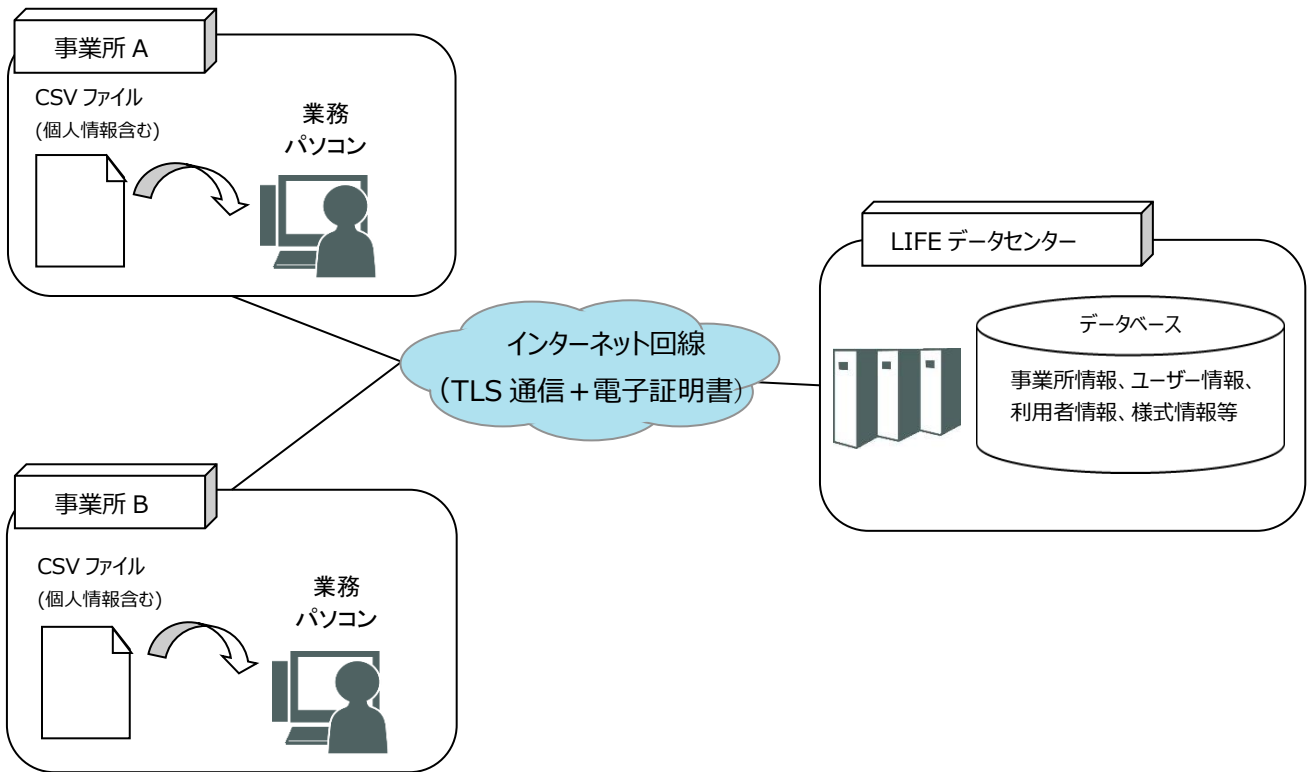 事業所 A
CSV ファイル
(個人情報含む)
業務
パソコン
インターネット回線
（TLS 通信＋電子証明書）
LIFE データセンター
データベース
事業所情報、ユーザー情報、
利用者情報、様式情報等
事業所 B
CSV ファイル
(個人情報含む)
業務
パソコン